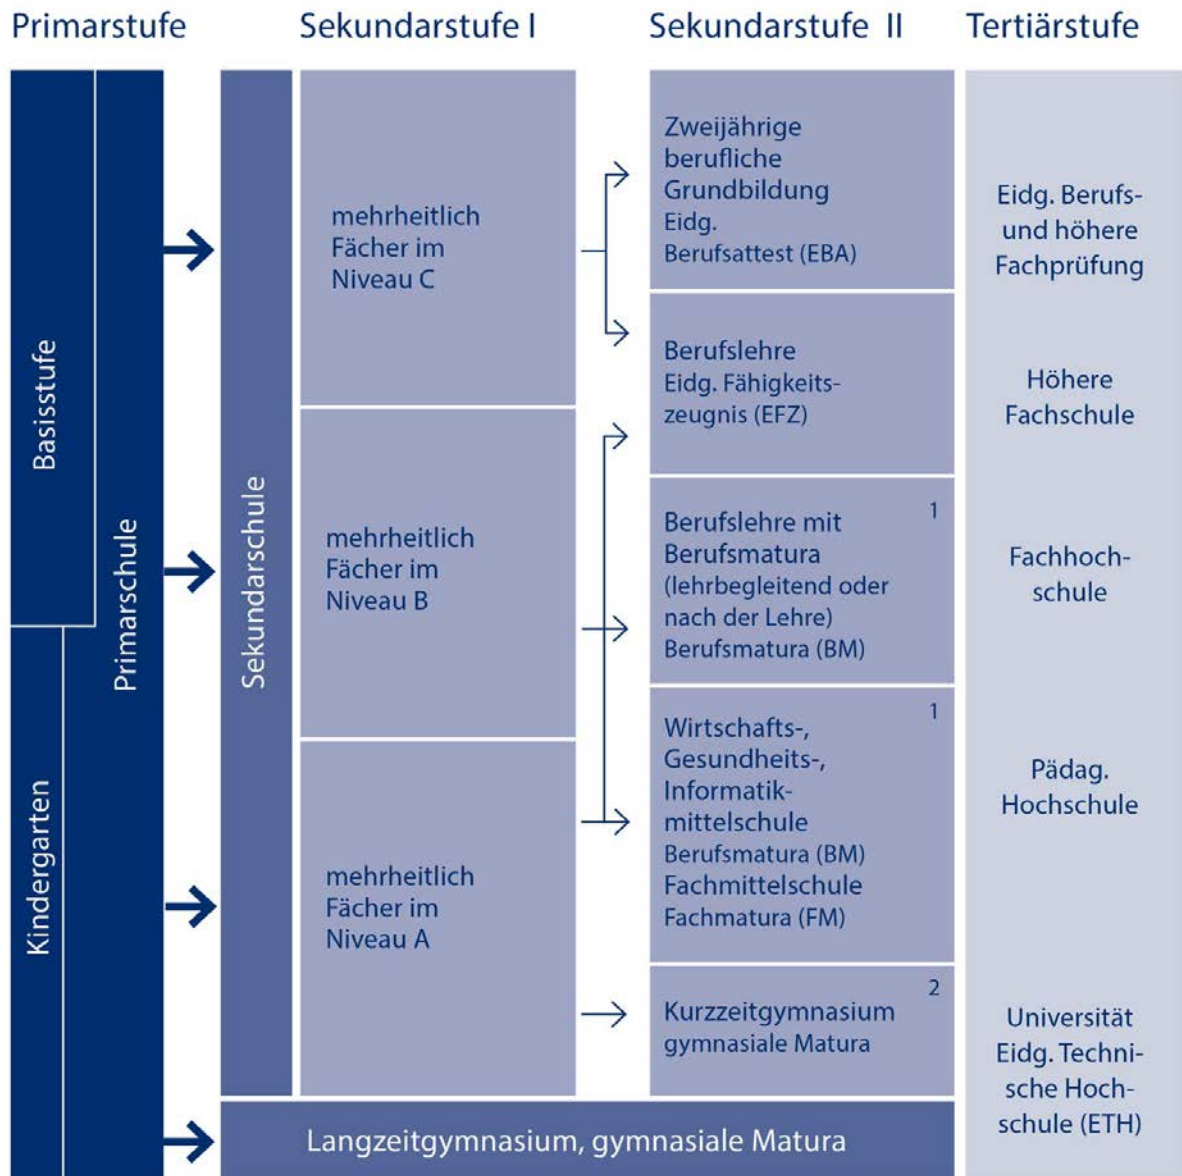 Primarstufe
Sekundarstufe I
Sekundarstufe II
Tertiärstufe
Basisstufe
Kindergarten
Primarschule
Sekundarschule
mehrheitlich
Fächer im
Niveau C
mehrheitlich
Fächer im
Niveau B
mehrheitlich
Fächer im
Niveau A
Zweijährige
berufliche
Grundbildung
Eidg.
Berufsattest (EBA)
Berufslehre
Eidg. Fähigkeits-
zeugnis (EFZ)
1
Berufslehre mit
Berufsmatura
(lehrbegleitend oder
nach der Lehre)
Berufsmatura (BM)
1
Wirtschafts-,
Gesundheits-,
Informatik-
mittelschule
Berufsmatura (BM)
Fachmittelschule
Fachmatura (FM)
2
Kurzzeitgymnasium
gymnasiale Matura
Langzeitgymnasium, gymnasiale Matura
Eidg. Berufs-
und höhere
Fachprüfung
Höhere
Fachschule
Fachhoch-
schule
Pädag.
Hochschule
Universität
Eidg. Techni-
sche Hoch-
schule (ETH)